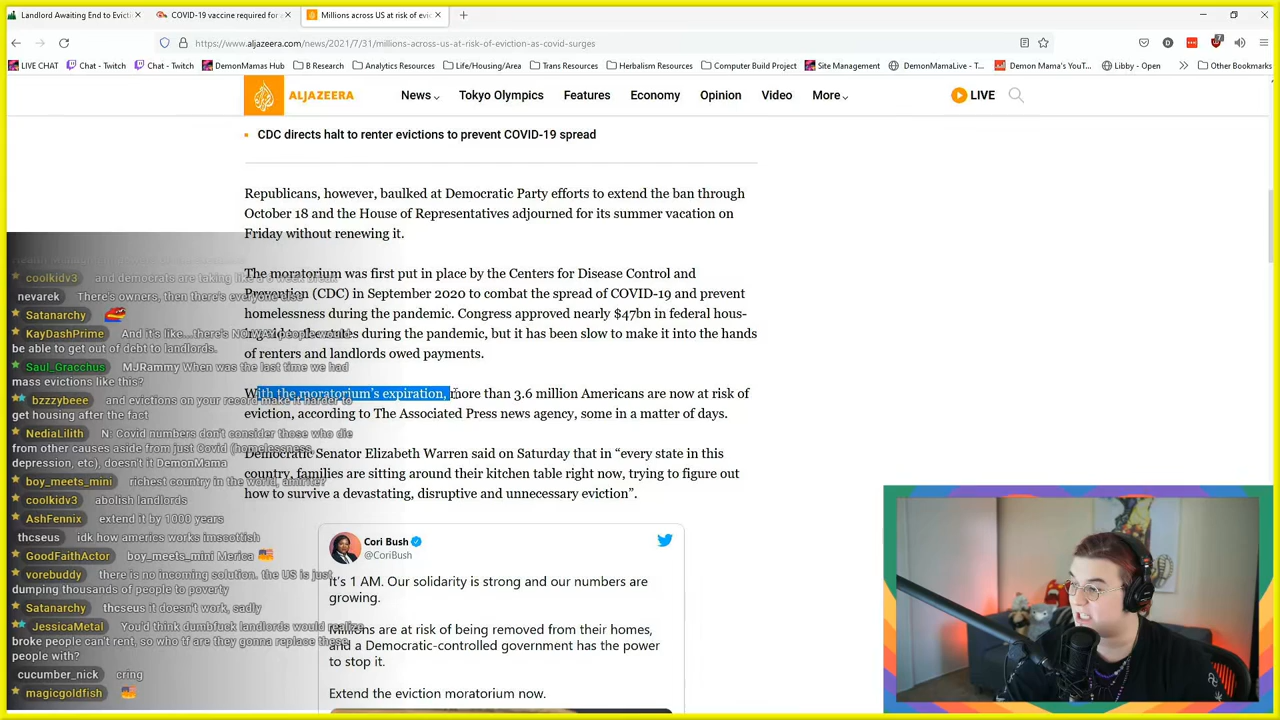 Landlord Awaiting End to Evicti
COVID-19 vaccine required for a
Millions across US at risk of evic
https://www.aljazeera.com/news/2021/7/31/millions-across-us-at-risk-of-eviction-as-covid-surges
LIVE CHAT
Chat - Twitch
Chat - Twitch
DemonMamas Hub
B Research
Analytics Resources
Life/Housing/Area
Trans Resources
Herbalism Resources
Computer Build Project
Site Management
DemonMamaLive - T...
Demon Mama's YouT...
Libby - Open
Other Bookmarks
ALJAZEERA
News
Tokyo Olympics
Features
Economy
Opinion
Video
More
LIVE
CDC directs halt to renter evictions to prevent COVID-19 spread
Republicans, however, baulked at Democratic Party efforts to extend the ban through
October 18 and the House of Representatives adjourned for its summer vacation on
Friday without renewing it.
The moratorium was first put in place by the Centers for Disease Control and
Prevention (CDC) in September 2020 to combat the spread of COVID-19 and prevent
homelessness during the pandemic. Congress approved nearly $47bn in federal hous-
ing aid to the states during the pandemic, but it has been slow to make it into the hands
of renters and landlords owed payments.
With the moratorium's expiration, more than 3.6 million Americans are now at risk of
eviction, according to The Associated Press news agency, some in a matter of days.
Democratic Senator Elizabeth Warren said on Saturday that in “every state in this
country, families are sitting around their kitchen table right now, trying to figure out
how to survive a devastating, disruptive and unnecessary eviction”.
Cori Bush
@CoriBush
It's 1 AM. Our solidarity is strong and our numbers are
growing.
Millions are at risk of being removed from their homes,
and a Democratic-controlled government has the power
to stop it.
Extend the eviction moratorium now.
coolkidv3 and democrats are taking like a 6 week break
nevarek There's owners, then there's everyone else
Satanarchy
KayDashPrime And it's like...there's NO WAY people would
be able to get out of debt to landlords.
Saul_Gracchus MJRammy When was the last time we had
mass evictions like this?
bzzzybeee and evictions on your record make it harder to
get housing after the fact
NediaLilith N: Covid numbers don't consider those who die
from other causes aside from just Covid (homelessness,
depression, etc), doesn't it DemonMama
boy_meets_mini richest country in the world, amirite?
coolkidv3 abolish landlords
AshFennix extend it by 1000 years
thcseus idk how america works imscottish
GoodFaithActor boy_meets_mini Merica
vorebuddy there is no incoming solution. the US is just
dumping thousands of people to poverty
Satanarchy thcseus it doesn't work, sadly
JessicaMetal You'd think dumbfuck landlords would realize
broke people can't rent, so who tf are they gonna replace those
people with?
cucumber_nick cring
magicgoldfish